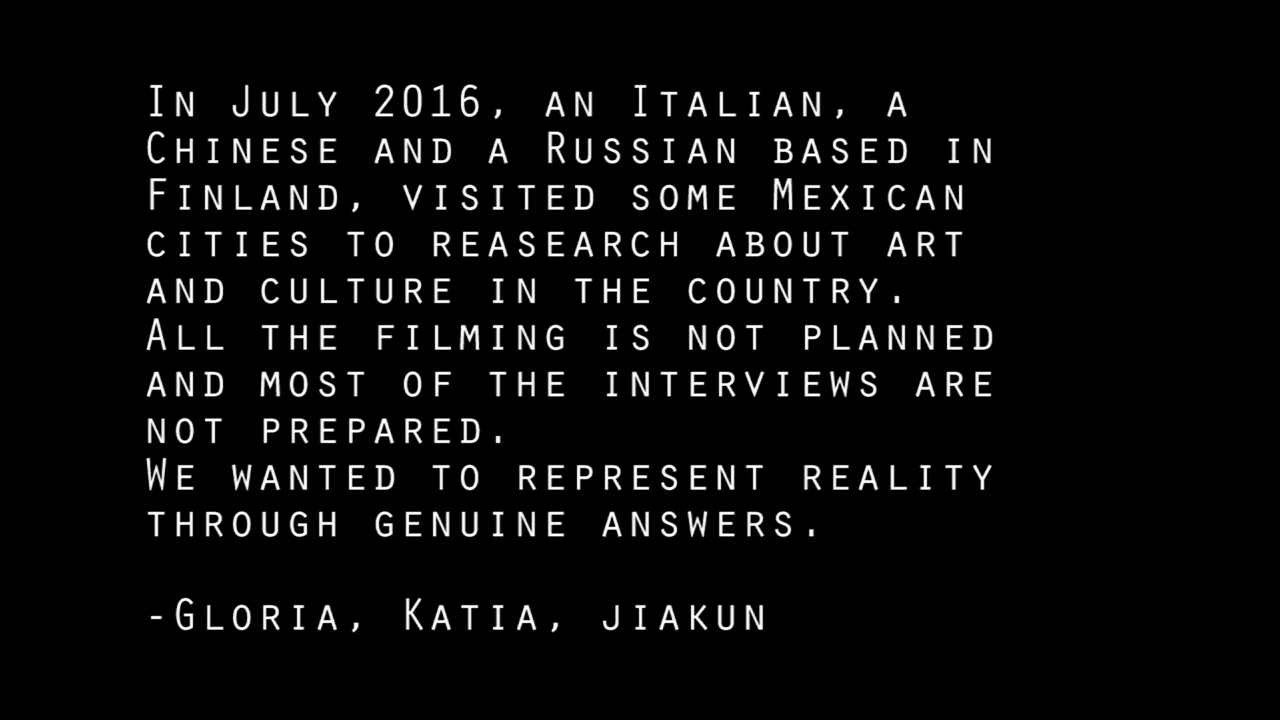 In July 2016, an Italian, a
Chinese and a Russian based in
Finland, visited some Mexican
cities to reasearch about art
and culture in the country.
All the filming is not planned
and most of the interviews are
not prepared.
We wanted to represent reality
through genuine answers.
-Gloria, Katia, jiakun